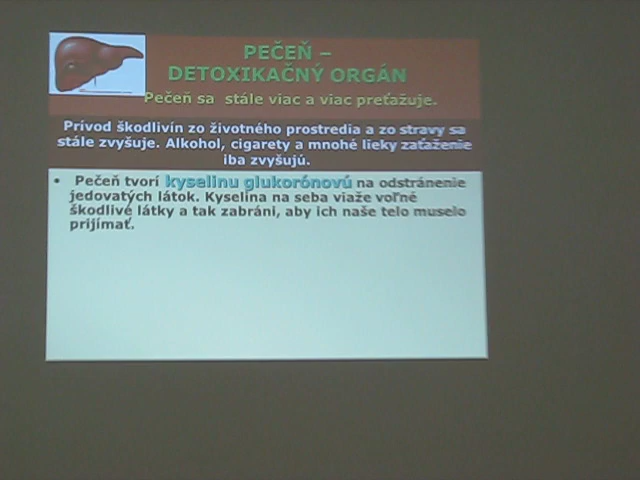 PEČEŇ –
DETOXIKAČNÝ ORGÁN
Pečeň sa stále viac a viac preťažuje.
Prívod škodlivín zo životného prostredia a zo stravy sa
stále zvyšuje. Alkohol, cigarety a mnohé lieky zaťaženie
iba zvyšujú.
• Pečeň tvorí kyselinu glukorónovú na odstránenie
jedovatých látok. Kyselina na seba viaže voľné
škodlivé látky a tak zabráni, aby ich naše telo muselo
prijímať.